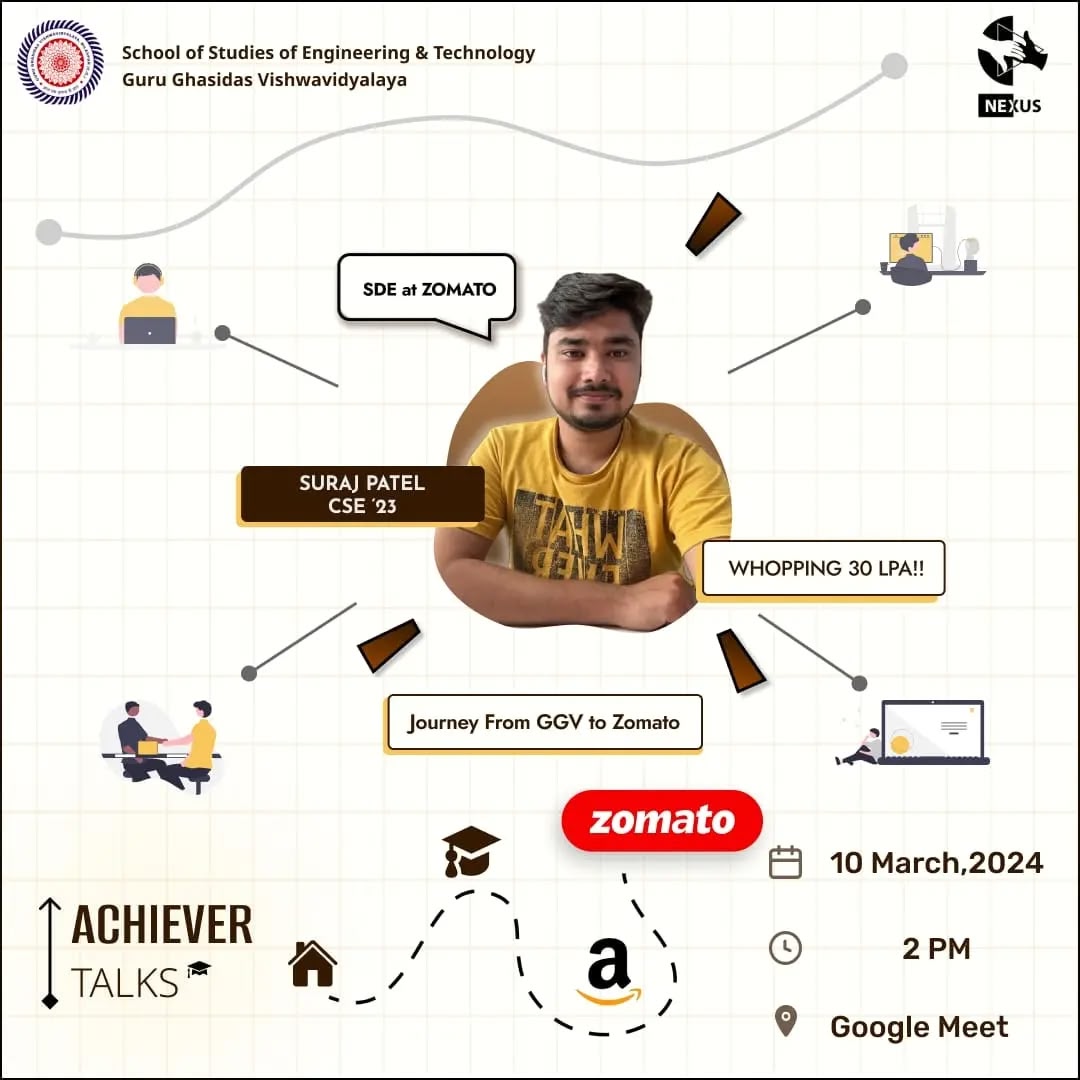 School of Studies of Engineering & Technology
Guru Ghasidas Vishwavidyalaya
NEXUS
SDE at ZOMATO
SURAJ PATEL
CSE ‘23
WHOPPING 30 LPA!!
Journey From GGV to Zomato
zomato
10 March,2024
ACHIEVER
TALKS
a
2 PM
Google Meet